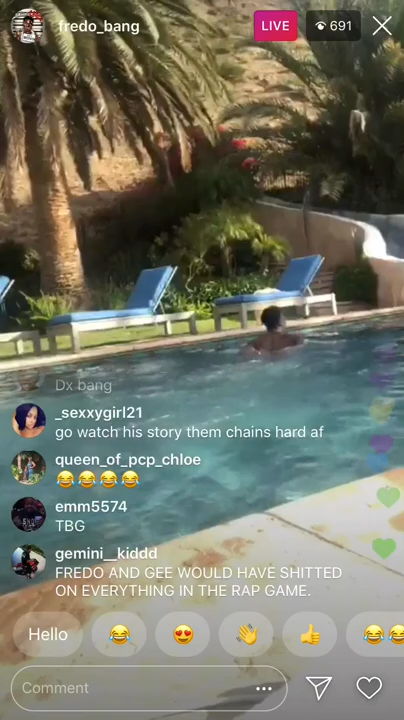 fredo_bang
LIVE
691
Dx bang
_sexxygirl21
go watch his story them chains hard af
queen_of_pcp_chloe
😂😂😂😂
emm5574
TBG
gemini__kiddd
FREDO AND GEE WOULD HAVE SHITTED
ON EVERYTHING IN THE RAP GAME.
Hello
Comment